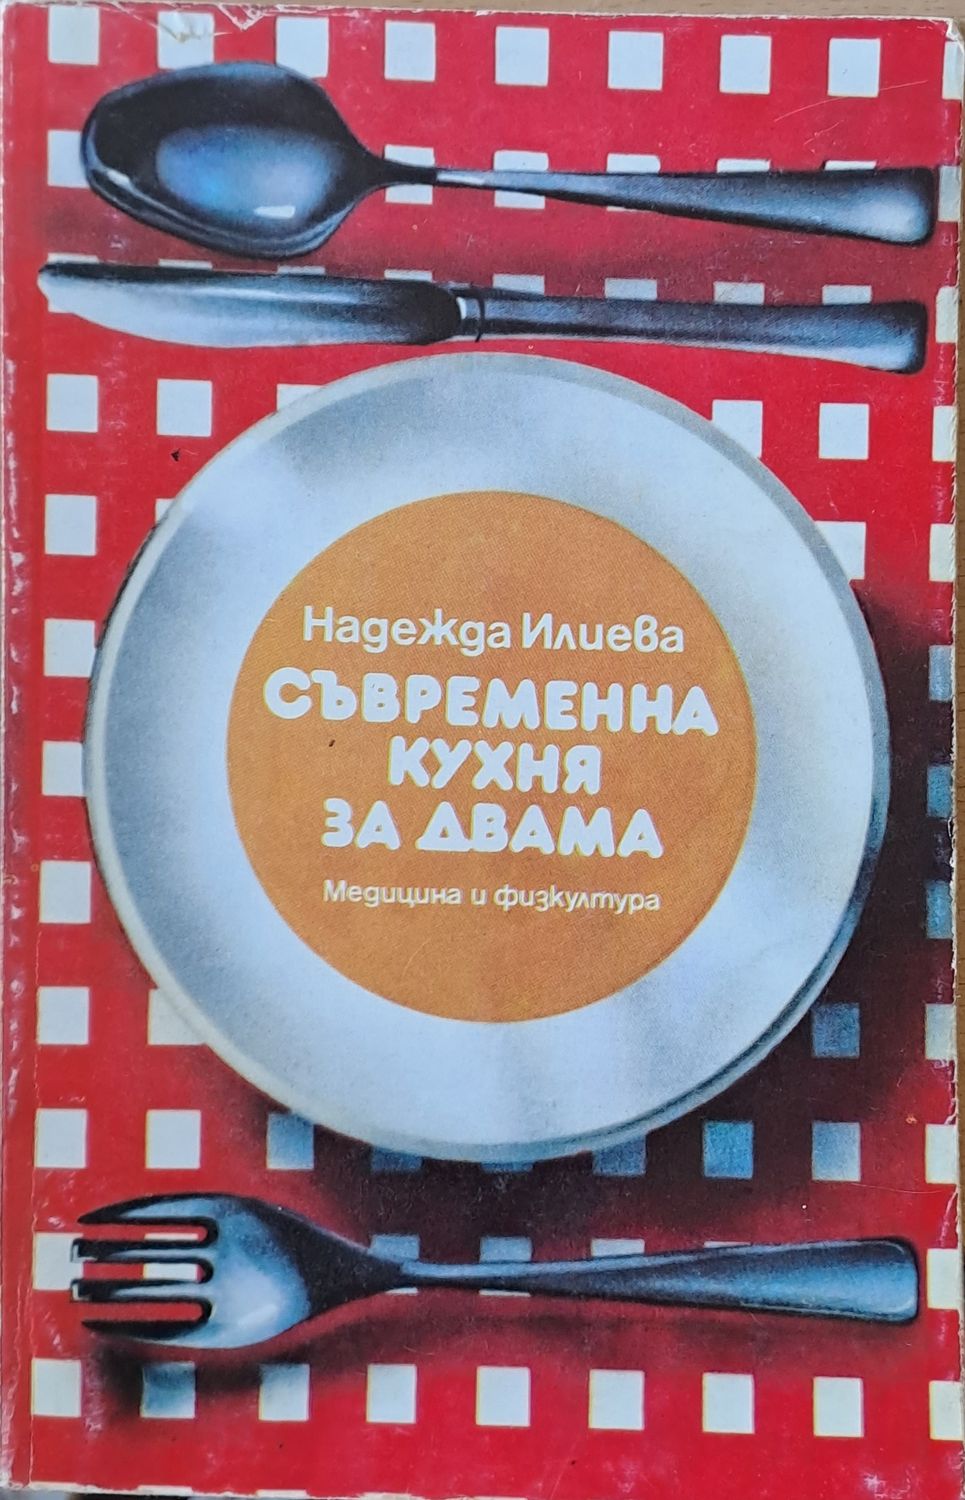 Надежда Илиева
СЪВРЕМЕННА
КУХНЯ
ЗА ДВАМА
Медицина и физкултура